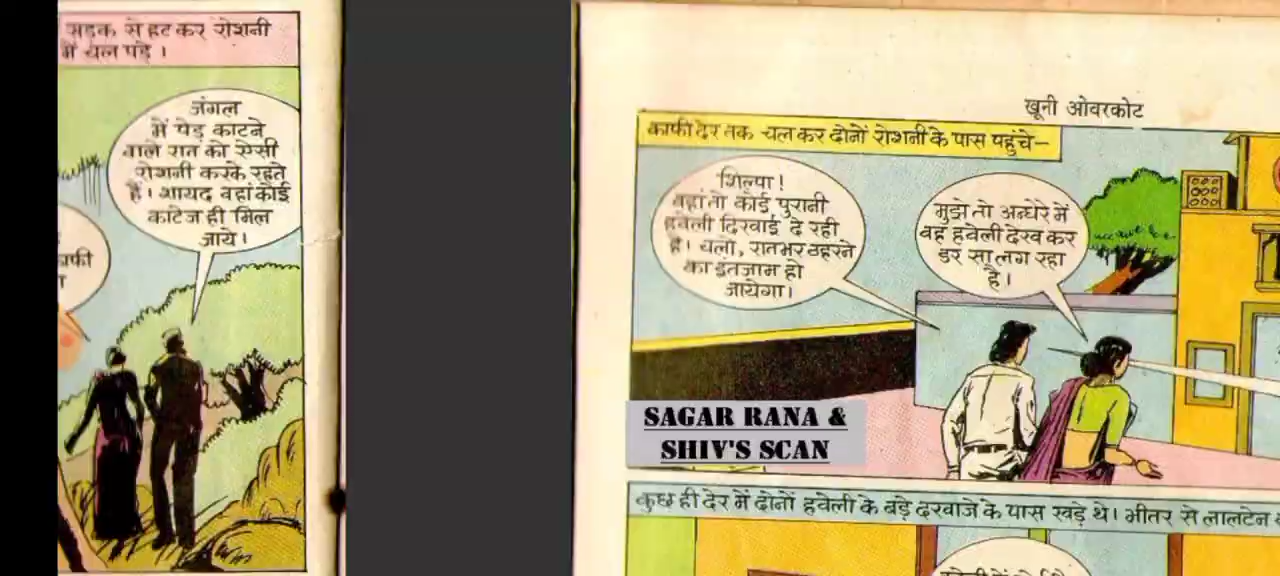 सड़क से हट कर रोशनी
में चल पड़े ।
जंगल
में पेड़ काटने
वाले रात को ऐसी
रोशनी करके रहते
हैं। शायद वहां कोई
काटेज ही मिल
जाये।
खूनी ओवरकोट
काफी देर तक चल कर दोनों रोशनी के पास पहुंचे—
शिल्पा !
वहां तो कोई पुरानी
हवेली दिखाई दे रही
है। चलो, रातभर ठहरने
का इंतजाम हो
जायेगा।
मुझे तो अन्धेरे में
वह हवेली देख कर
डर सा लग रहा
है।
SAGAR RANA &
SHIV'S SCAN
कुछ ही देर में दोनों हवेली के बड़े दरवाजे के पास खड़े थे। भीतर से लालटेन